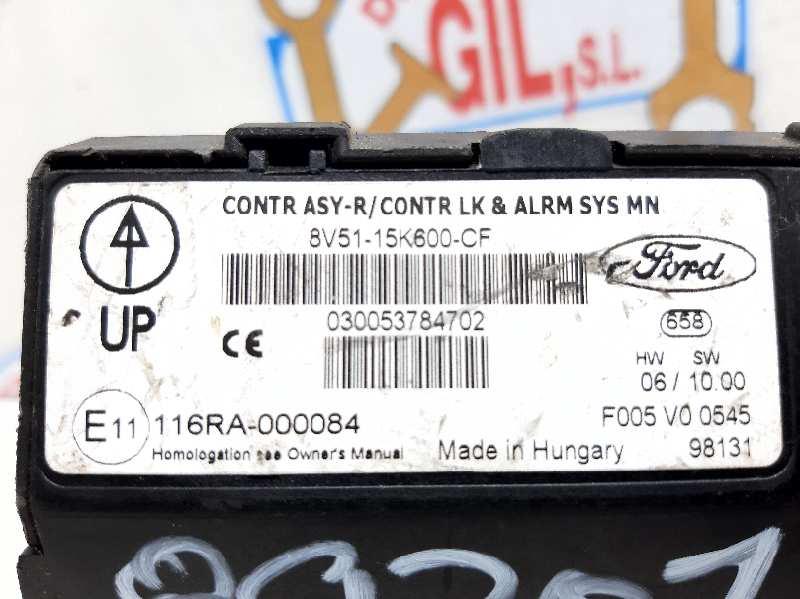 GIL, S.L.
CONTR ASY-R/CONTR LK & ALRM SYS MN
8V51-15K600-CF
Ford
UP
CE
030053784702
658
HW SW
06 / 10.00
E11 116RA-000084
F005 V0 0545
Homologation see Owner's Manual
Made in Hungary
98131